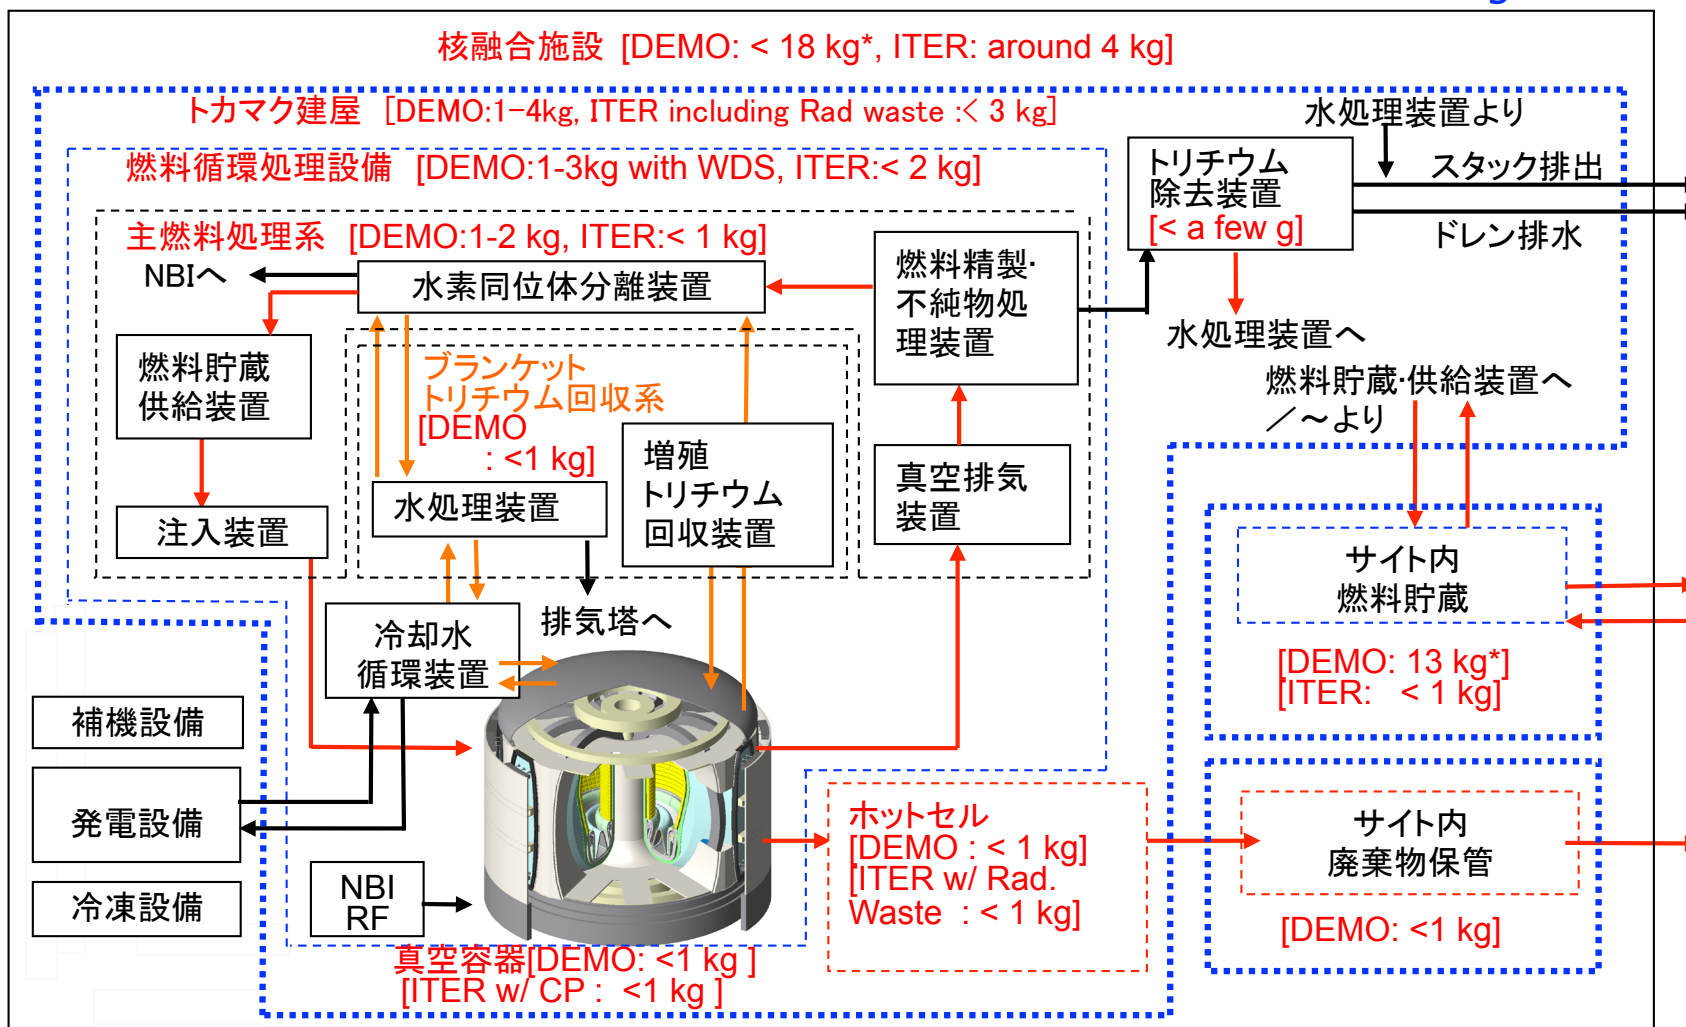 核融合施設 [DEMO: < 18 kg*, ITER: around 4 kg]
トカマク建屋 [DEMO:1-4kg, ITER including Rad waste :< 3 kg]
水処理装置より
燃料循環処理設備 [DEMO:1-3kg with WDS, ITER:< 2 kg]
トリチウム
除去装置
[< a few g]
スタック排出
ドレン排水
主燃料処理系 [DEMO:1-2 kg, ITER:< 1 kg]
NBIへ
水素同位体分離装置
燃料精製・
不純物処
理装置
水処理装置へ
燃料貯蔵
供給装置
ブランケット
トリチウム回収系
[DEMO
: <1 kg]
燃料貯蔵・供給装置へ
／～より
増殖
トリチウム
回収装置
真空排気
装置
水処理装置
注入装置
サイト内
燃料貯蔵
排気塔へ
冷却水
循環装置
[DEMO: 13 kg*]
[ITER: < 1 kg]
補機設備
発電設備
冷凍設備
NBI
RF
ホットセル
[DEMO : < 1 kg]
[ITER w/ Rad.
Waste : < 1 kg]
サイト内
廃棄物保管
[DEMO: <1 kg]
真空容器[DEMO: <1 kg ]
[ITER w/ CP : <1 kg ]